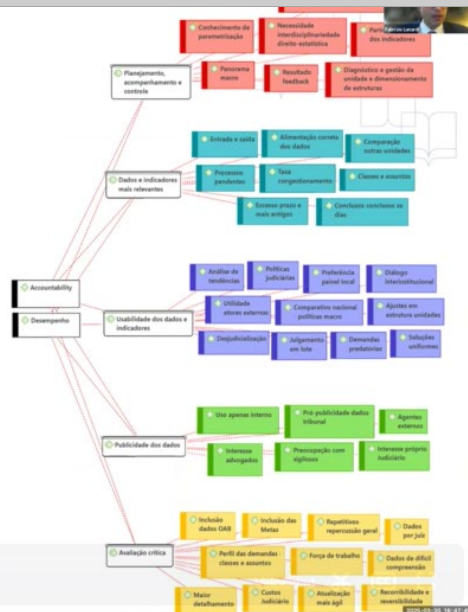 Conhecimento de
parametrização
Necessidade
interdisciplinariedade
direito-estatística
dos indicadores
Planejamento,
acompanhamento e
controle
Panorama
macro
Resultado
feedback
Diagnóstico e gestão da
unidade e dimensionamento
de estruturas
Entrada e saída
Alimentação correta
dos dados
Comparação
outras unidades
Dados e indicadores
mais relevantes
Processos
pendentes
Taxa
congestionamento
Classes e assuntos
Excesso prazo e
mais antigos
Conclusos conclusos
dias
Accountability
Desempenho
Análise de
tendências
Políticas
judiciárias
Preferência
painel local
Diálogo
interinstitucional
Usabilidade dos dados e
indicadores
Utilidade
atores externos
Comparativo nacional
políticas macro
Ajustes em
estrutura unidades
Desjudicialização
Julgamento
em lote
Demandas
predatórias
Soluções
uniformes
Publicidade dos dados
Uso apenas interno
Pró-publicidade dados
tribunal
Agentes
externos
Interesse
advogados
Preocupação com
sigilosos
Interesse próprio
Judiciário
Avaliação crítica
Inclusão
dados OAB
Inclusão das
Metas
Repetitivos
repercussão geral
Dados
por juiz
Perfil das demandas
classes e assuntos
Força de trabalho
Dados de difícil
compreensão
Maior
detalhamento
Custos
Judiciário
Atualização
mais ágil
Recorribilidade e
reversibilidade